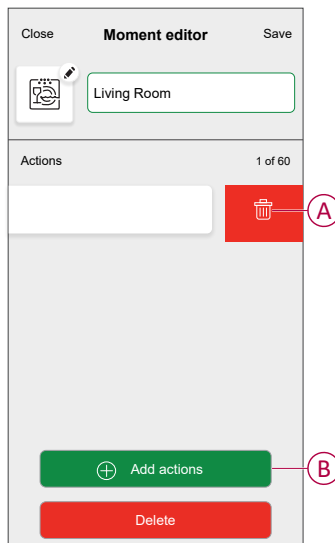 Close Moment editor Save
Living Room
Actions 1 of 60
A
Add actions
B
Delete